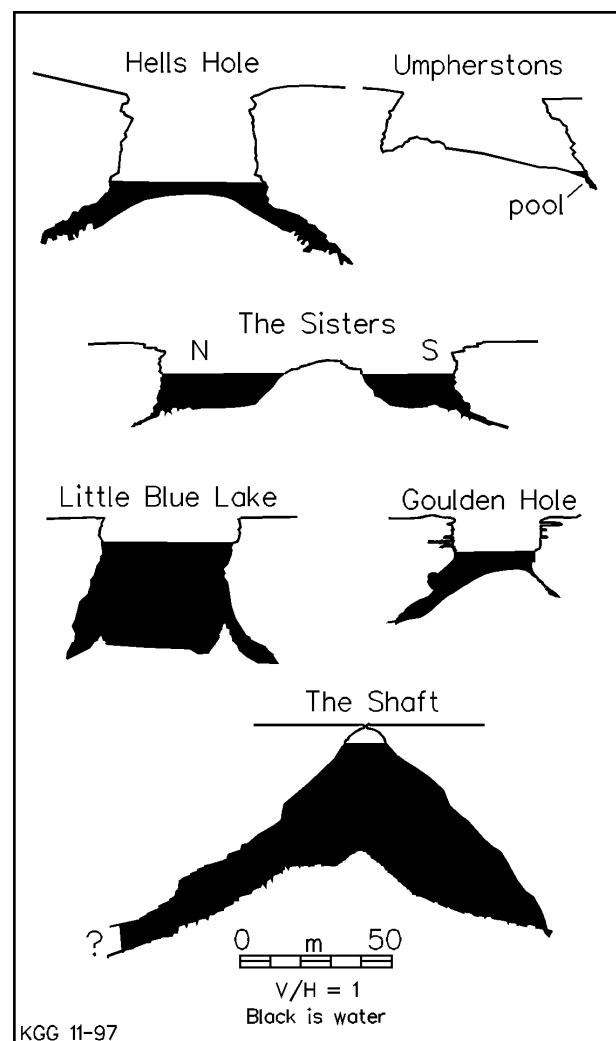 Hells Hole
Umpherstons
pool
The Sisters
N
S
Little Blue Lake
Goulden Hole
The Shaft
?
0 m 50
V/H = 1
Black is water
KGG 11-97